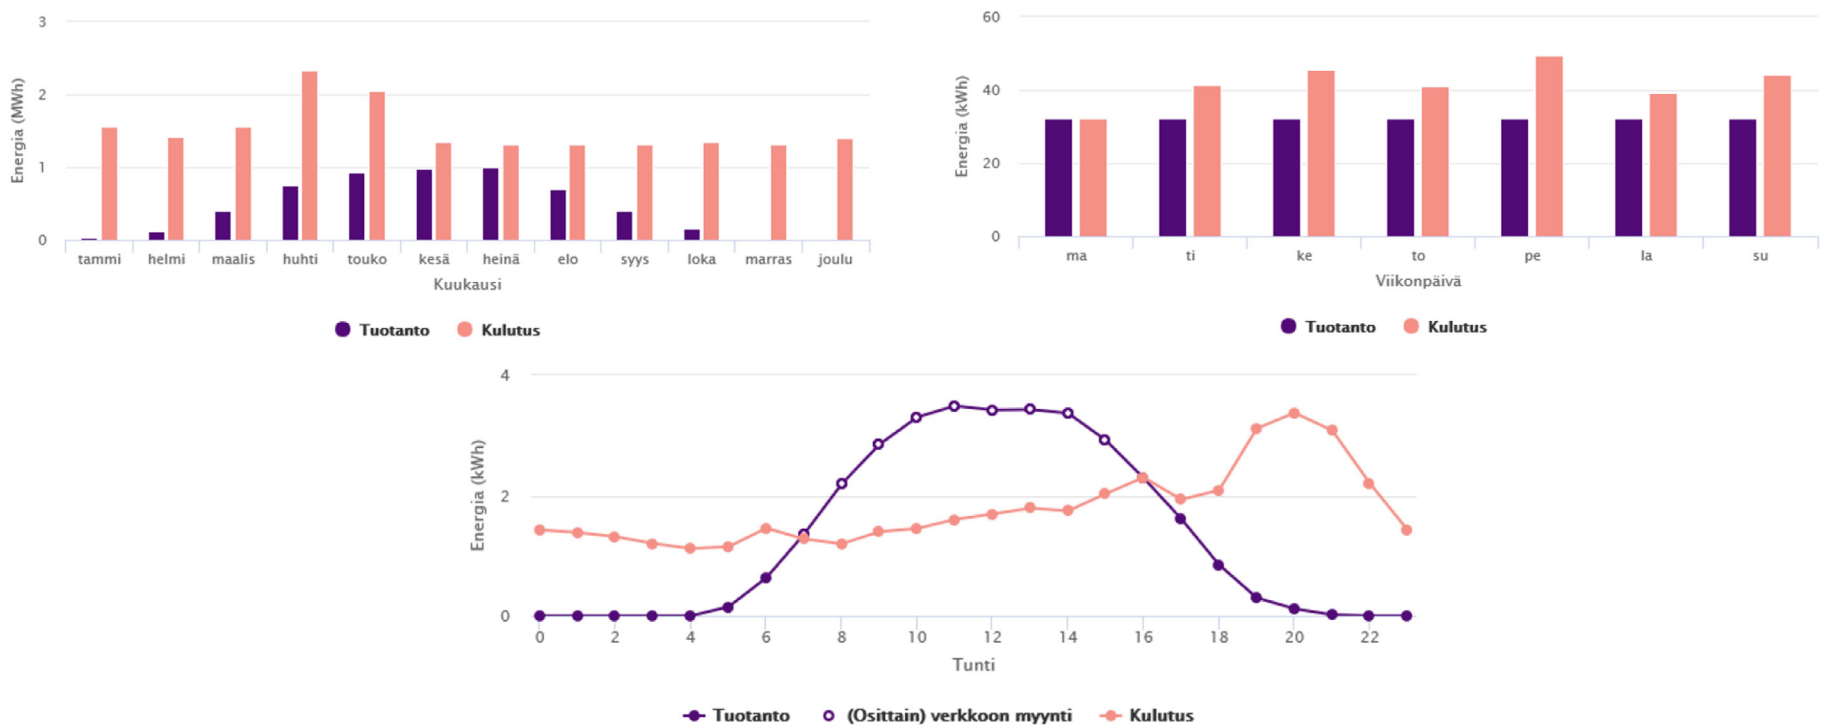 3
2
1
0
Energia (MWh)
tammi helmi maalis huhti touko kesä heinä elo syys loka marras joulu
Kuukausi
Tuotanto Kulutus
60
40
20
0
Energia (kWh)
ma ti ke to pe la su
Viikonpäivä
Tuotanto Kulutus
4
2
0
Energia (kWh)
0 2 4 6 8 10 12 14 16 18 20 22
Tunti
Tuotanto (Osittain) verkkoon myynti Kulutus